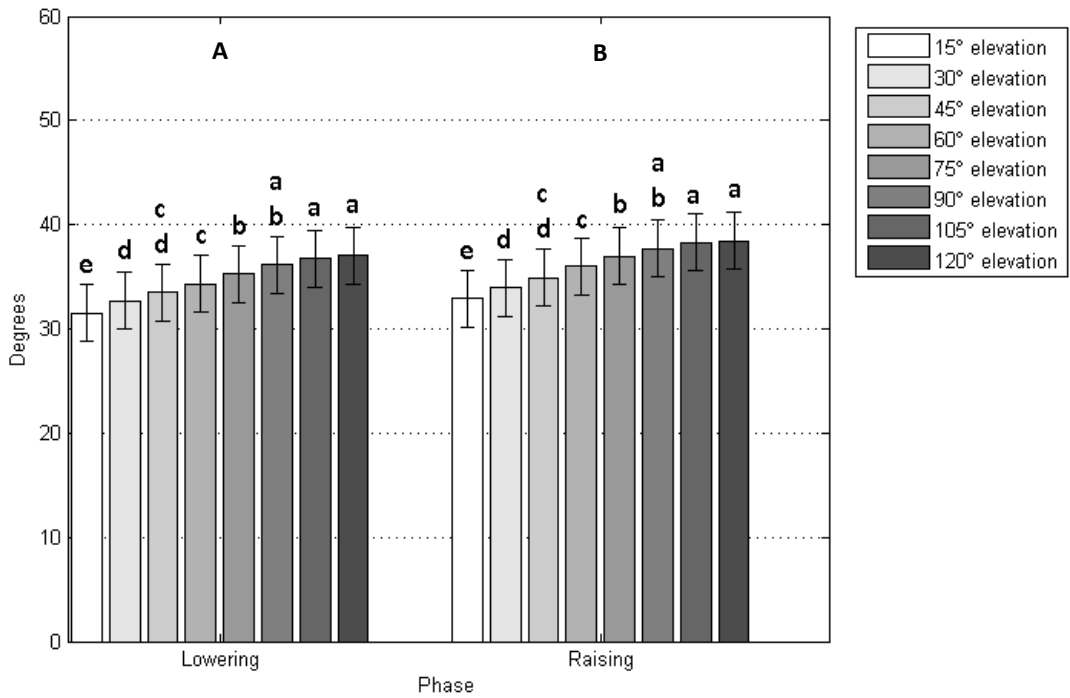 60
50
40
30
20
10
0
Degrees
A
B
e
d
c
d
c
b
a
b
a
a
e
d
c
d
c
b
a
b
a
a
Lowering
Raising
Phase
15° elevation
30° elevation
45° elevation
60° elevation
75° elevation
90° elevation
105° elevation
120° elevation